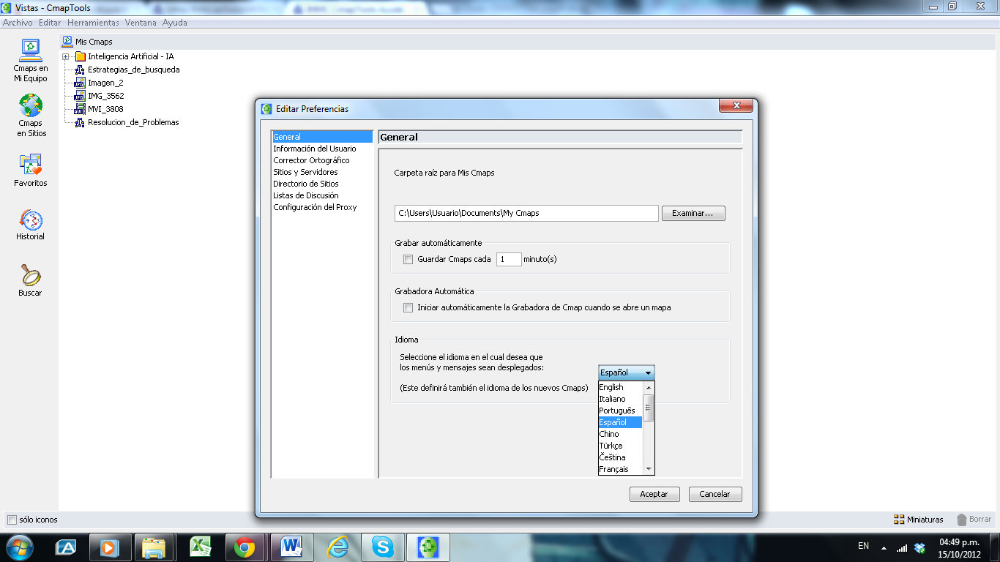 Vistas - CmapTools
Archivo Editar Herramientas Ventana Ayuda
Cmaps en
Mi Equipo
Cmaps
en Sitios
Favoritos
Historial
Buscar
Mis Cmaps
Inteligencia Artificial - IA
Estrategias_de_busqueda
Imagen_2
IMG_3562
MVI_3808
Resolucion_de_Problemas
Editar Preferencias
General
Información del Usuario
Corrector Ortográfico
Sitios y Servidores
Directorio de Sitios
Listas de Discusión
Configuración del Proxy
General
Carpeta raíz para Mis Cmaps
C:\Users\Usuario\Documents\My Cmaps Examinar...
Grabar automáticamente
Guardar Cmaps cada 1 minuto(s)
Grabadora Automática
Iniciar automáticamente la Grabadora de Cmap cuando se abre un mapa
Idioma
Seleccione el idioma en el cual desea que
los menús y mensajes sean desplegados:
(Este definirá también el idioma de los nuevos Cmaps)
Español
English
Italiano
Português
Español
Chino
Türkçe
Čeština
Français
Aceptar Cancelar
sólo iconos Miniaturas Borrar
EN 04:49 p.m.
15/10/2012